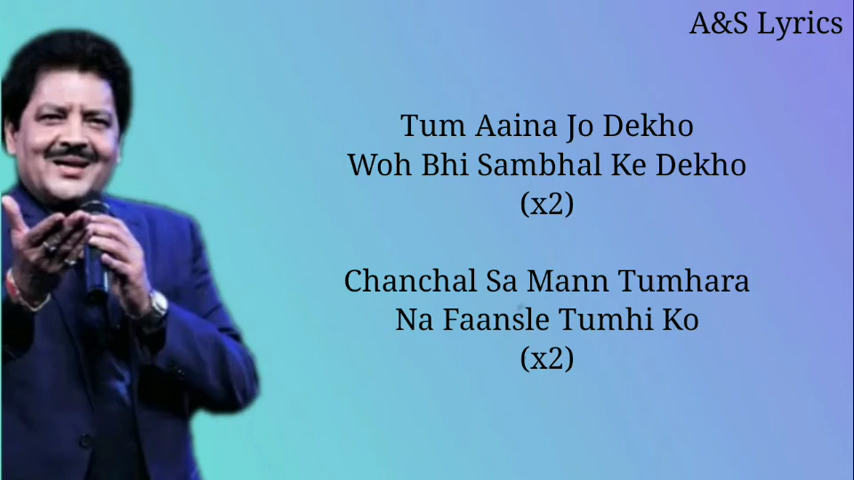 A&S Lyrics
Tum Aaina Jo Dekho
Woh Bhi Sambhal Ke Dekho
(x2)
Chanchal Sa Mann Tumhara
Na Faansle Tumhi Ko
(x2)